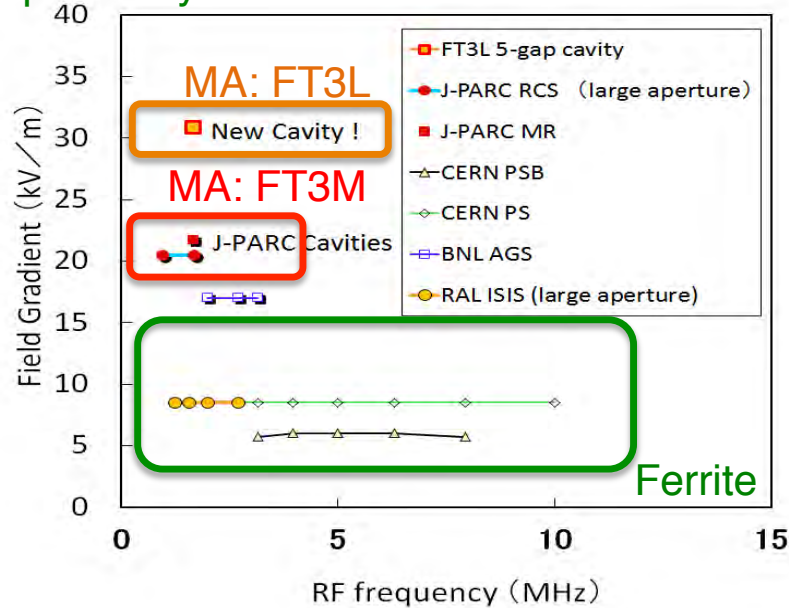 40
35
30
25
20
15
10
5
0
Field Gradient (kV/m)
MA: FT3L
New Cavity !
MA: FT3M
J-PARC Cavities
FT3L 5-gap cavity
J-PARC RCS (large aperture)
J-PARC MR
CERN PSB
CERN PS
BNL AGS
RAL ISIS (large aperture)
Ferrite
0 5 10 15
RF frequency (MHz)